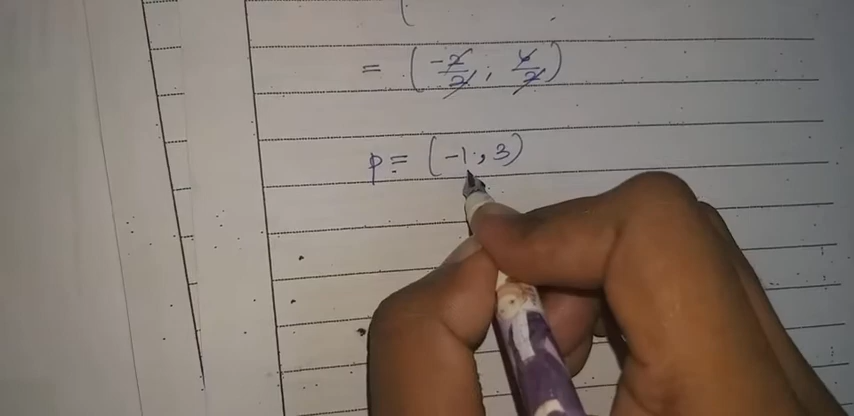 = (-2/2, 6/2)
P = (-1, 3)